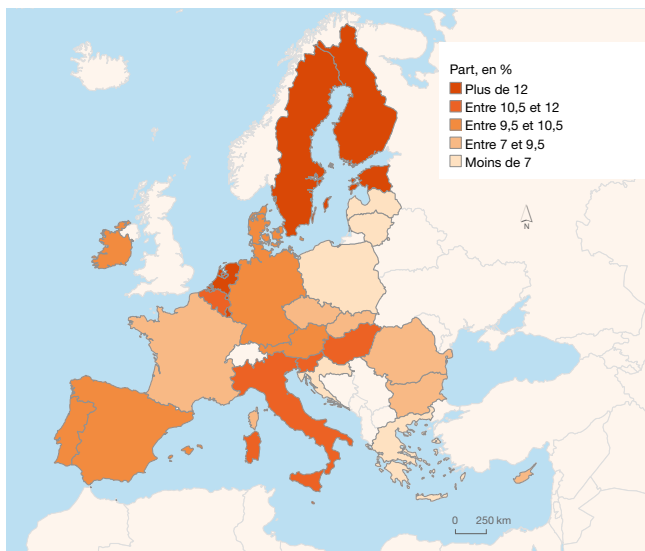 Part, en %
Plus de 12
Entre 10,5 et 12
Entre 9,5 et 10,5
Entre 7 et 9,5
Moins de 7
N
0 250 km